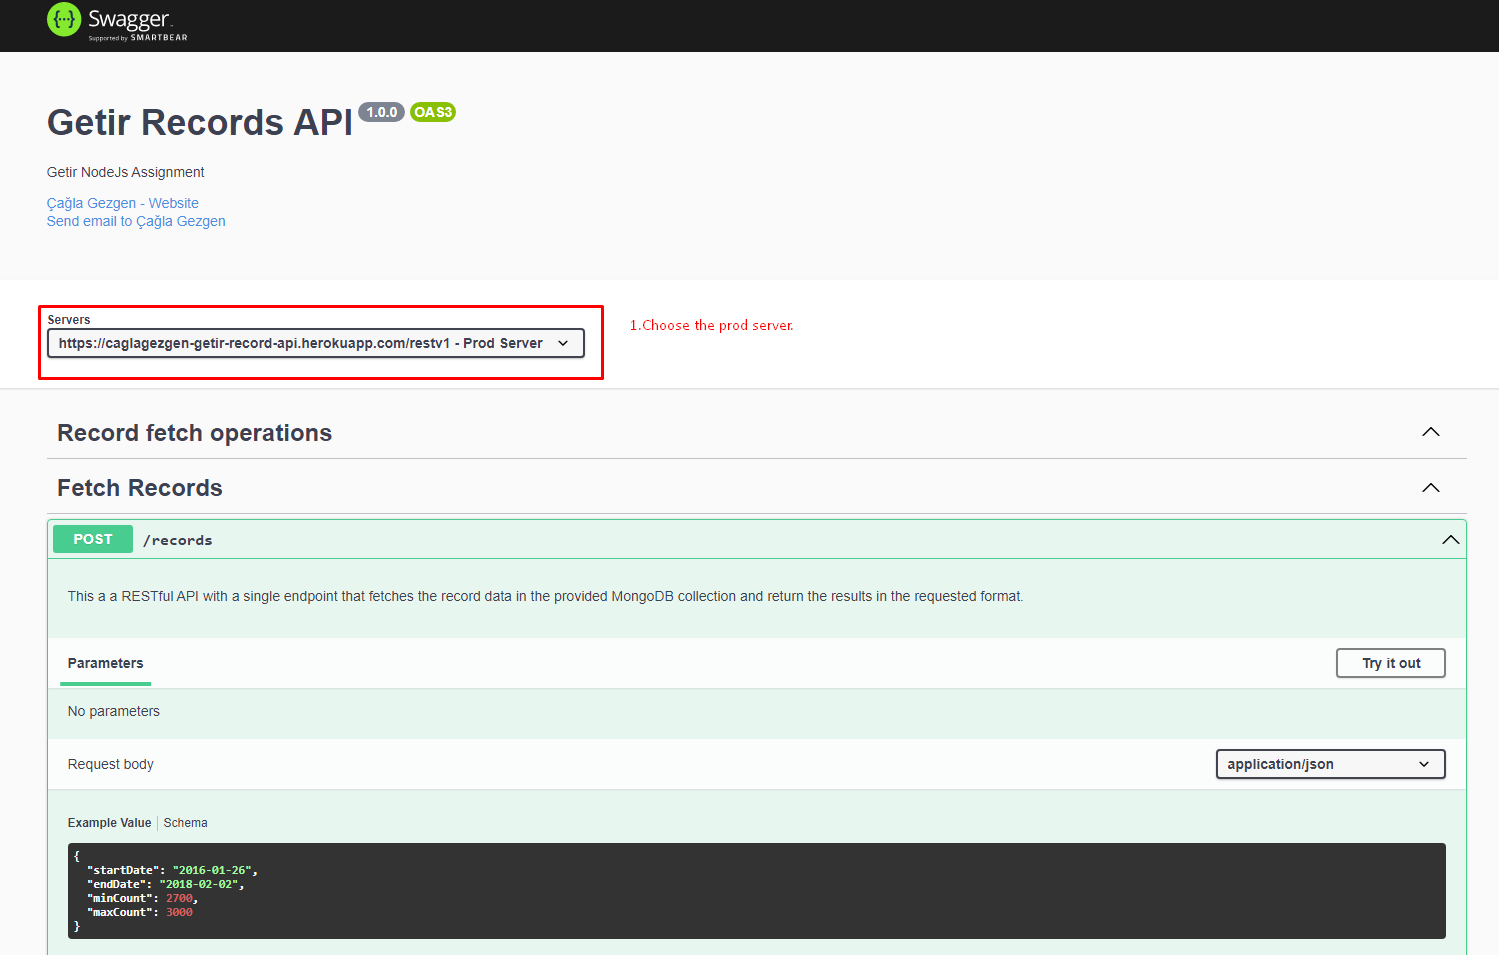 Swagger
Supported by SMARTBEAR
Getir Records API 1.0.0 OAS3
Getir NodeJs Assignment
Çağla Gezgen - Website
Send email to Çağla Gezgen
Servers
https://caglagezgen-getir-record-api.herokuapp.com/restv1 - Prod Server
1.Choose the prod server.
Record fetch operations
Fetch Records
POST /records
This a a RESTful API with a single endpoint that fetches the record data in the provided MongoDB collection and return the results in the requested format.
Parameters
Try it out
No parameters
Request body
application/json
Example Value | Schema
{
"startDate": "2016-01-26",
"endDate": "2018-02-02",
"minCount": 2700,
"maxCount": 3000
}